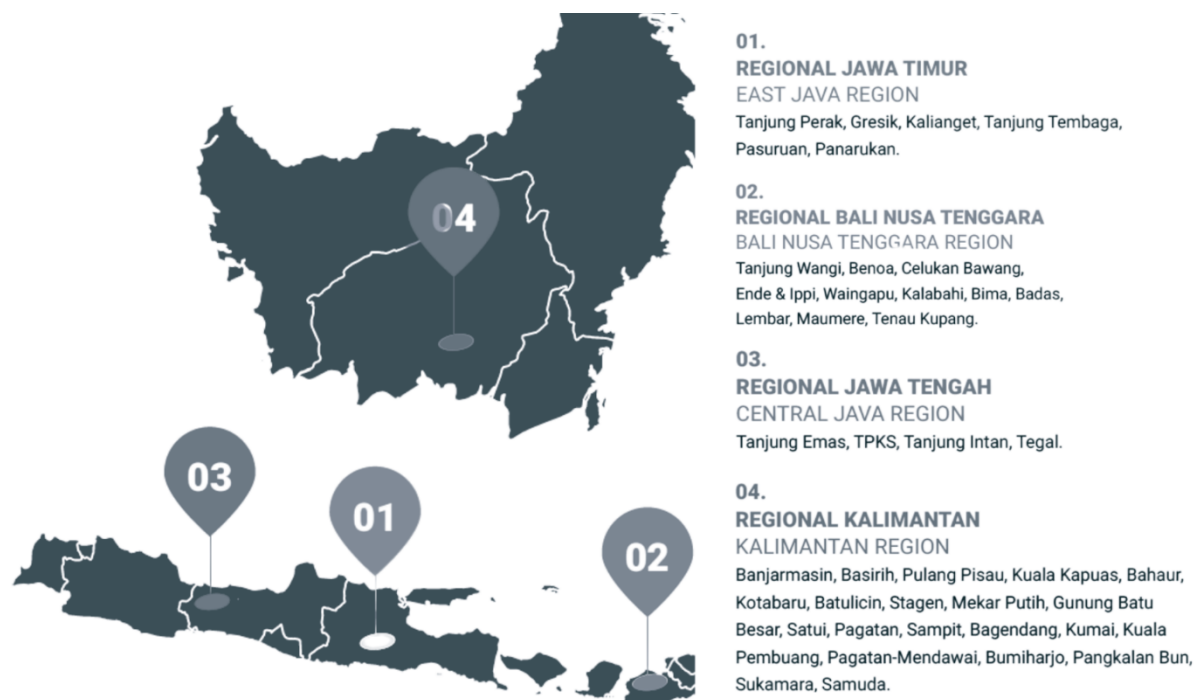 04
03
01
02
01.
REGIONAL JAWA TIMUR
EAST JAVA REGION
Tanjung Perak, Gresik, Kalianget, Tanjung Tembaga,
Pasuruan, Panarukan.
02.
REGIONAL BALI NUSA TENGGARA
BALI NUSA TENGGARA REGION
Tanjung Wangi, Benoa, Celukan Bawang,
Ende & Ippi, Waingapu, Kalabahi, Bima, Badas,
Lembar, Maumere, Tenau Kupang.
03.
REGIONAL JAWA TENGAH
CENTRAL JAVA REGION
Tanjung Emas, TPKS, Tanjung Intan, Tegal.
04.
REGIONAL KALIMANTAN
KALIMANTAN REGION
Banjarmasin, Basirih, Pulang Pisau, Kuala Kapuas, Bahaur,
Kotabaru, Batulicin, Stagen, Mekar Putih, Gunung Batu
Besar, Satui, Pagatan, Sampit, Bagendang, Kumai, Kuala
Pembuang, Pagatan-Mendawai, Bumiharjo, Pangkalan Bun,
Sukamara, Samuda.